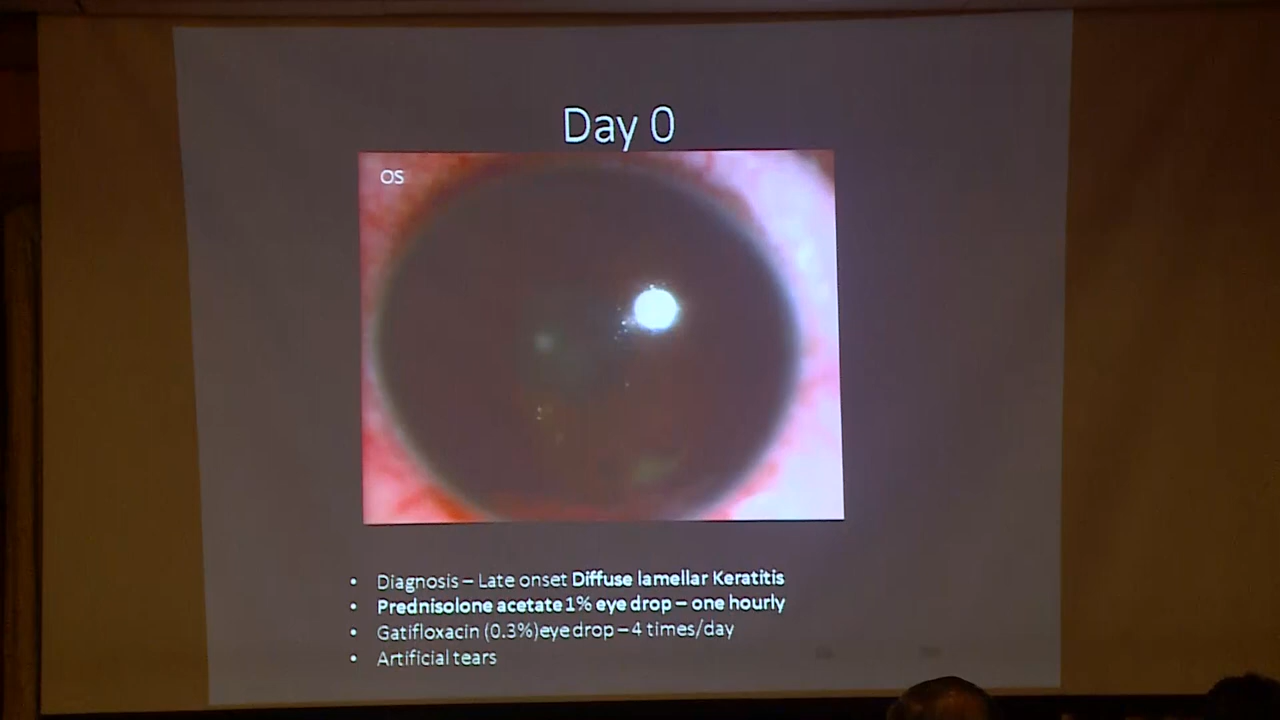 Day 0
OS
• Diagnosis – Late onset Diffuse lamellar Keratitis
• Prednisolone acetate 1% eye drop – one hourly
• Gatifloxacin (0.3%)eye drop – 4 times/day
• Artificial tears